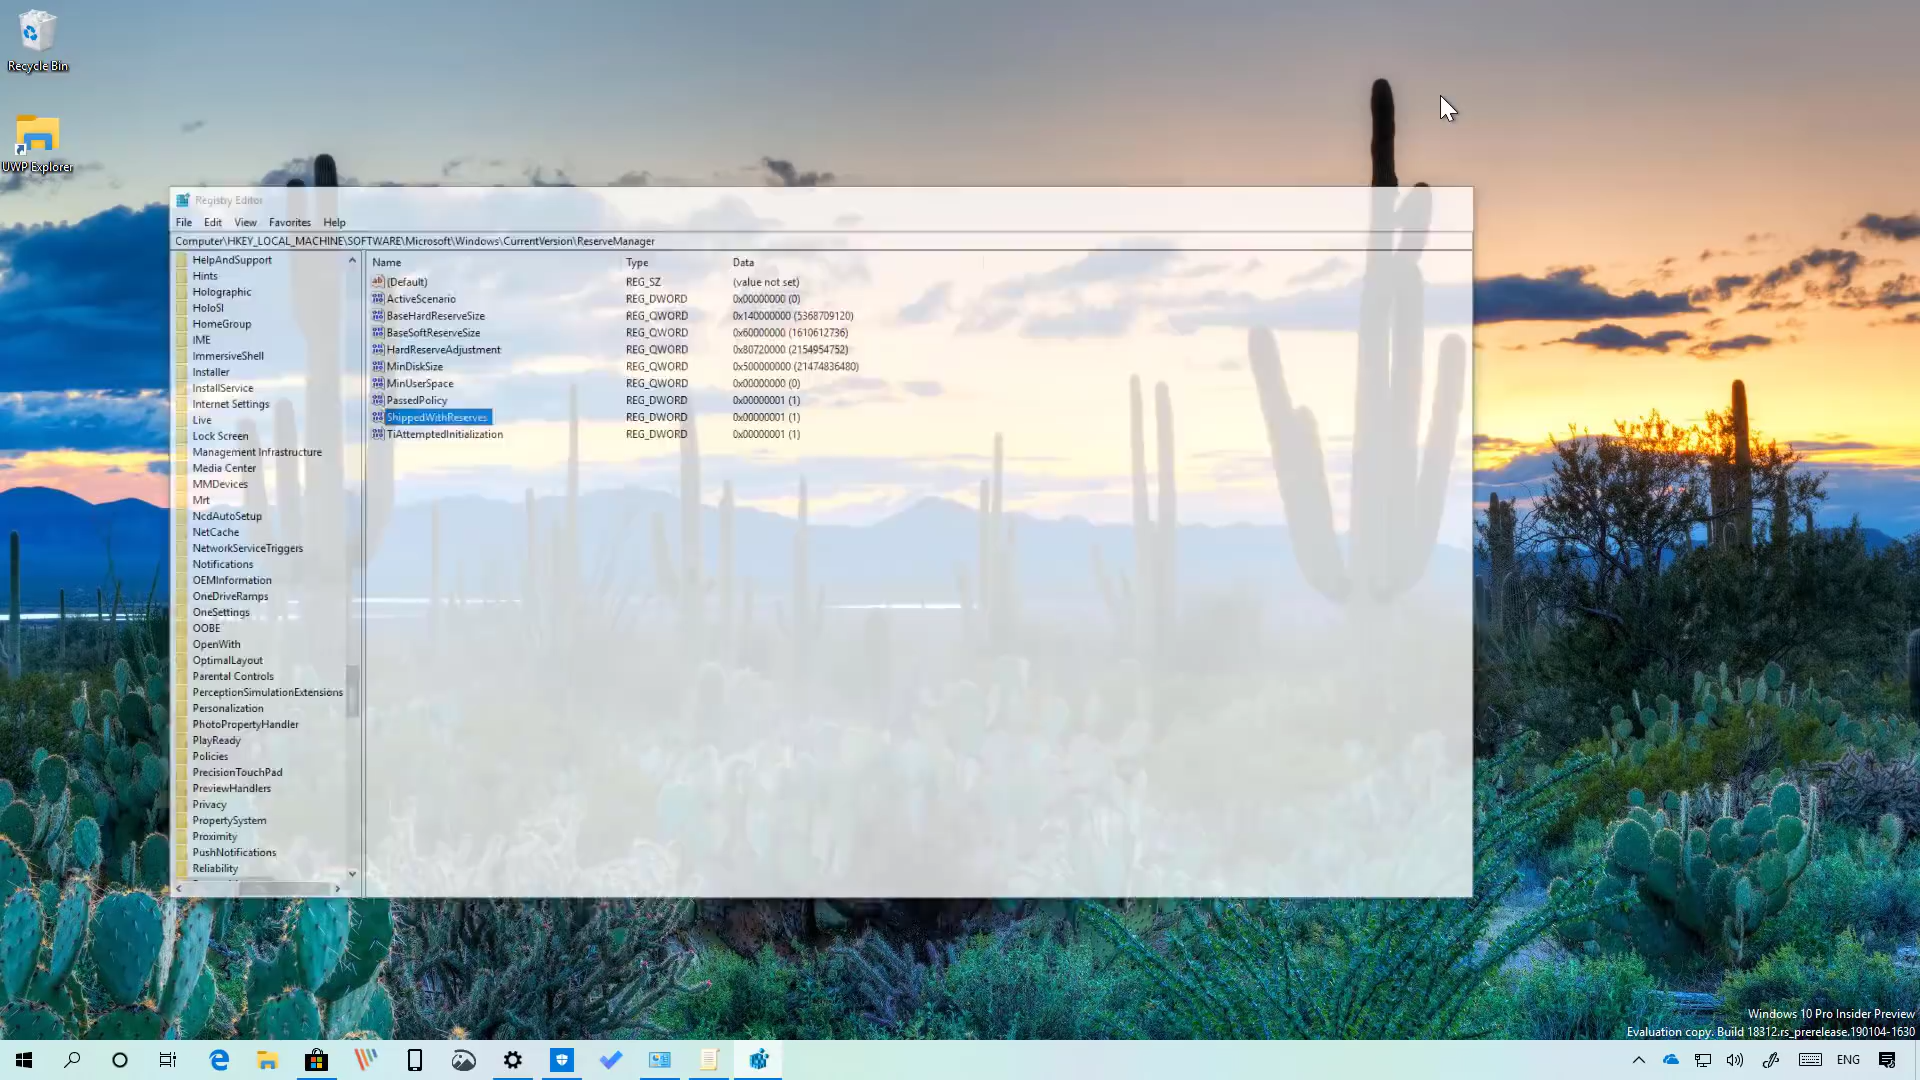 Recycle Bin
UWP Explorer
Registry Editor
File Edit View Favorites Help
Computer\HKEY_LOCAL_MACHINE\SOFTWARE\Microsoft\Windows\CurrentVersion\ReserveManager
HelpAndSupport
Hints
Holographic
HoloSI
HomeGroup
IME
ImmersiveShell
Installer
InstallService
Internet Settings
Live
Lock Screen
Management Infrastructure
Media Center
MMDevices
Mrt
NcdAutoSetup
NetCache
NetworkServiceTriggers
Notifications
OEMInformation
OneDriveRamps
OneSettings
OOBE
OpenWith
OptimalLayout
Parental Controls
PerceptionSimulationExtensions
Personalization
PhotoPropertyHandler
PlayReady
Policies
PrecisionTouchPad
PreviewHandlers
Privacy
PropertySystem
Proximity
PushNotifications
Reliability
Name Type Data
(Default) REG_SZ (value not set)
ActiveScenario REG_DWORD 0x00000000 (0)
BaseHardReserveSize REG_QWORD 0x140000000 (5368709120)
BaseSoftReserveSize REG_QWORD 0x60000000 (1610612736)
HardReserveAdjustment REG_QWORD 0x80720000 (2154954752)
MinDiskSize REG_QWORD 0x500000000 (21474836480)
MinUserSpace REG_QWORD 0x00000000 (0)
PassedPolicy REG_DWORD 0x00000001 (1)
ShippedWithReserves REG_DWORD 0x00000001 (1)
TiAttemptedInitialization REG_DWORD 0x00000001 (1)
Windows 10 Pro Insider Preview
Evaluation copy. Build 18312.rs_prerelease.190104-1630
ENG